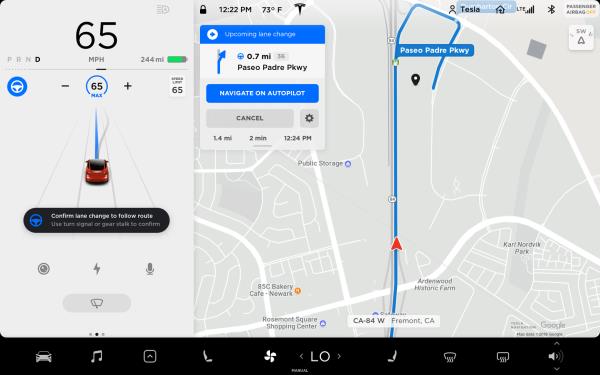 65
P R N D
MPH
244 mi
65
MAX
SPEED
LIMIT
65
Confirm lane change to follow route
Use turn signal or gear stalk to confirm
12:22 PM
73° F
Tesla
LTE
PASSENGER
AIRBAG OFF
Upcoming lane change
0.7 mi
36
Paseo Padre Pkwy
NAVIGATE ON AUTOPILOT
CANCEL
1.4 mi
2 min
12:24 PM
Paseo Padre Pkwy
SW
84
84
Public Storage
Karl Nordvik
Park
Ardenwood
Historic Farm
85C Bakery
Cafe - Newark
Rosemont Square
Shopping Center
CA-84 W
Fremont, CA
Google
LO
MANUAL